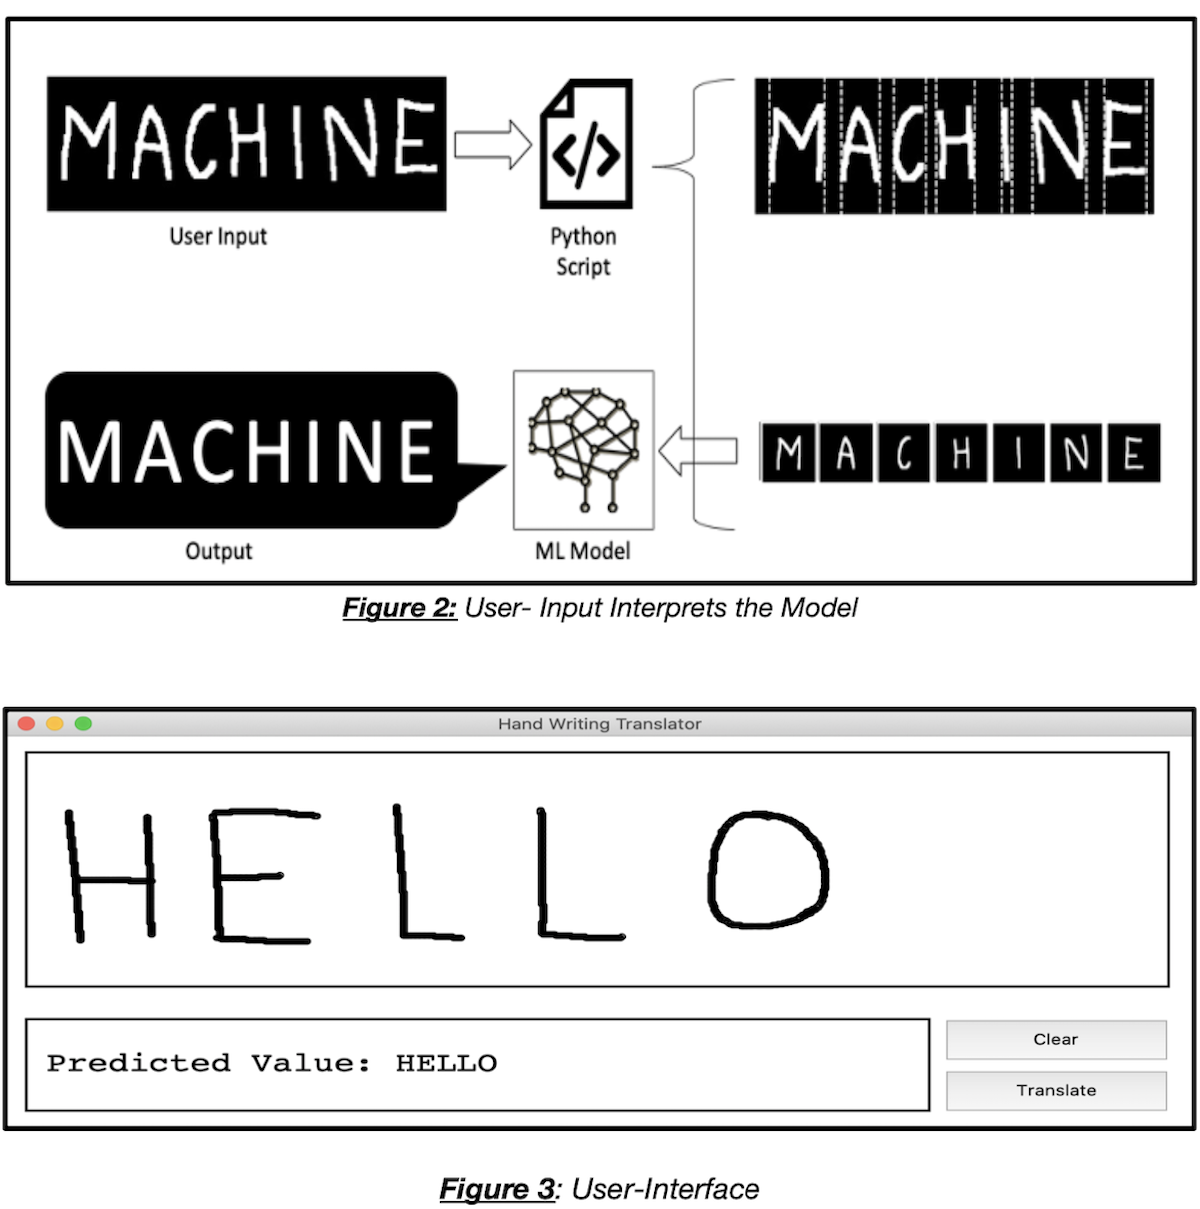 MACHINE
</>
MACHINE
User Input
Python
Script
MACHINE
MACHINE
Output
ML Model
Figure 2: User- Input Interprets the Model
Hand Writing Translator
HELLO
Predicted Value: HELLO
Clear
Translate
Figure 3: User-Interface